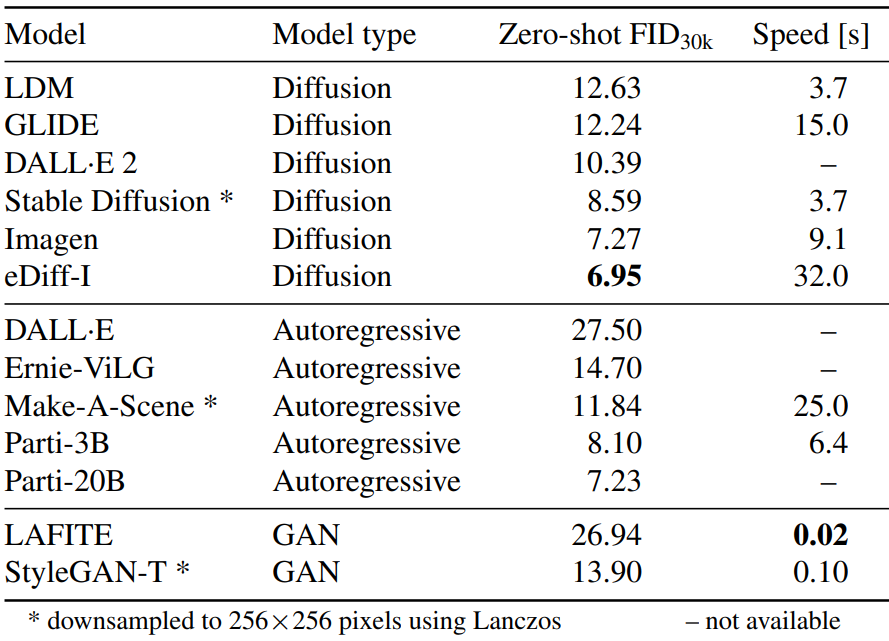 Model Model type Zero-shot FID30k Speed [s]
LDM Diffusion 12.63 3.7
GLIDE Diffusion 12.24 15.0
DALL·E 2 Diffusion 10.39 –
Stable Diffusion * Diffusion 8.59 3.7
Imagen Diffusion 7.27 9.1
eDiff-I Diffusion 6.95 32.0
DALL·E Autoregressive 27.50 –
Ernie-ViLG Autoregressive 14.70 –
Make-A-Scene * Autoregressive 11.84 25.0
Parti-3B Autoregressive 8.10 6.4
Parti-20B Autoregressive 7.23 –
LAFITE GAN 26.94 0.02
StyleGAN-T * GAN 13.90 0.10
* downsampled to 256×256 pixels using Lanczos – not available